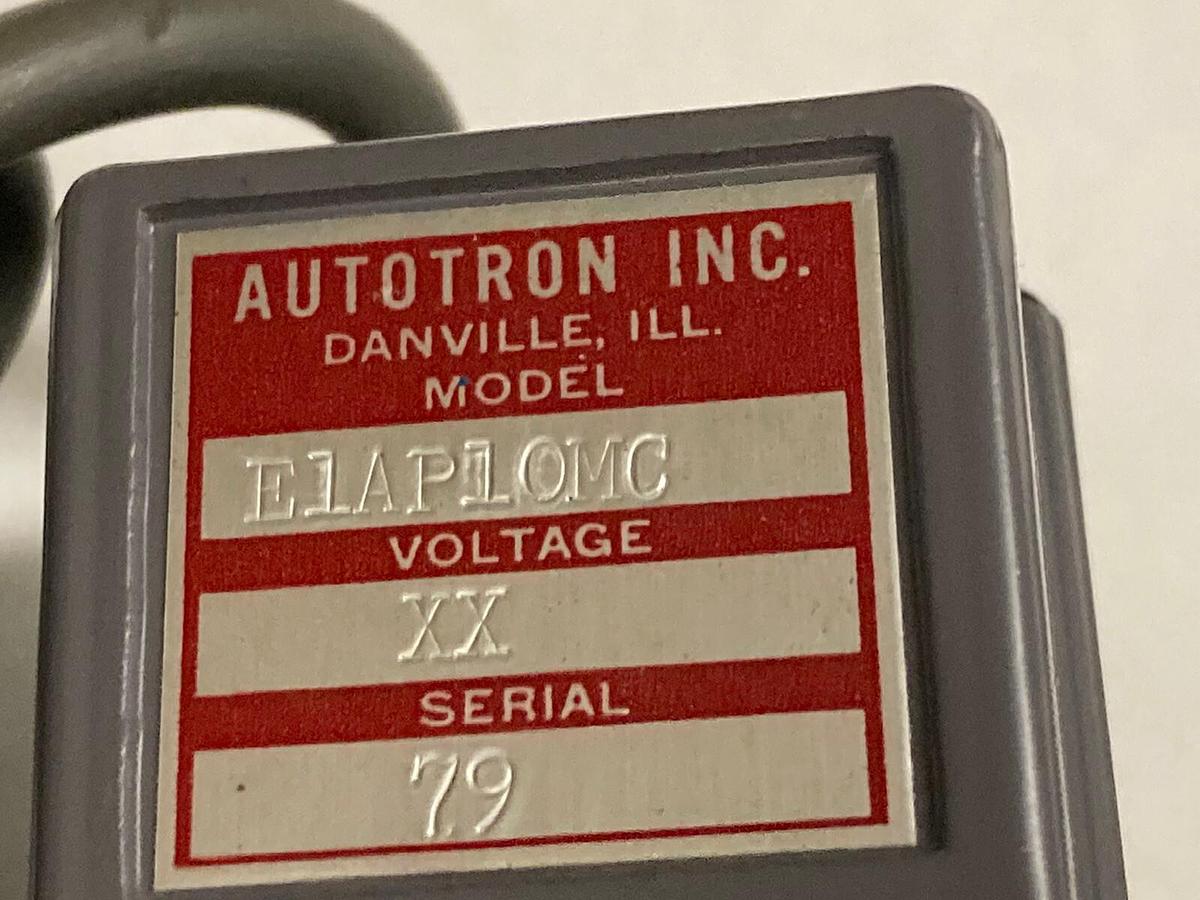 AUTOTRON INC.
DANVILLE, ILL.
MODEL
E1AP10MC
VOLTAGE
XX
SERIAL
79